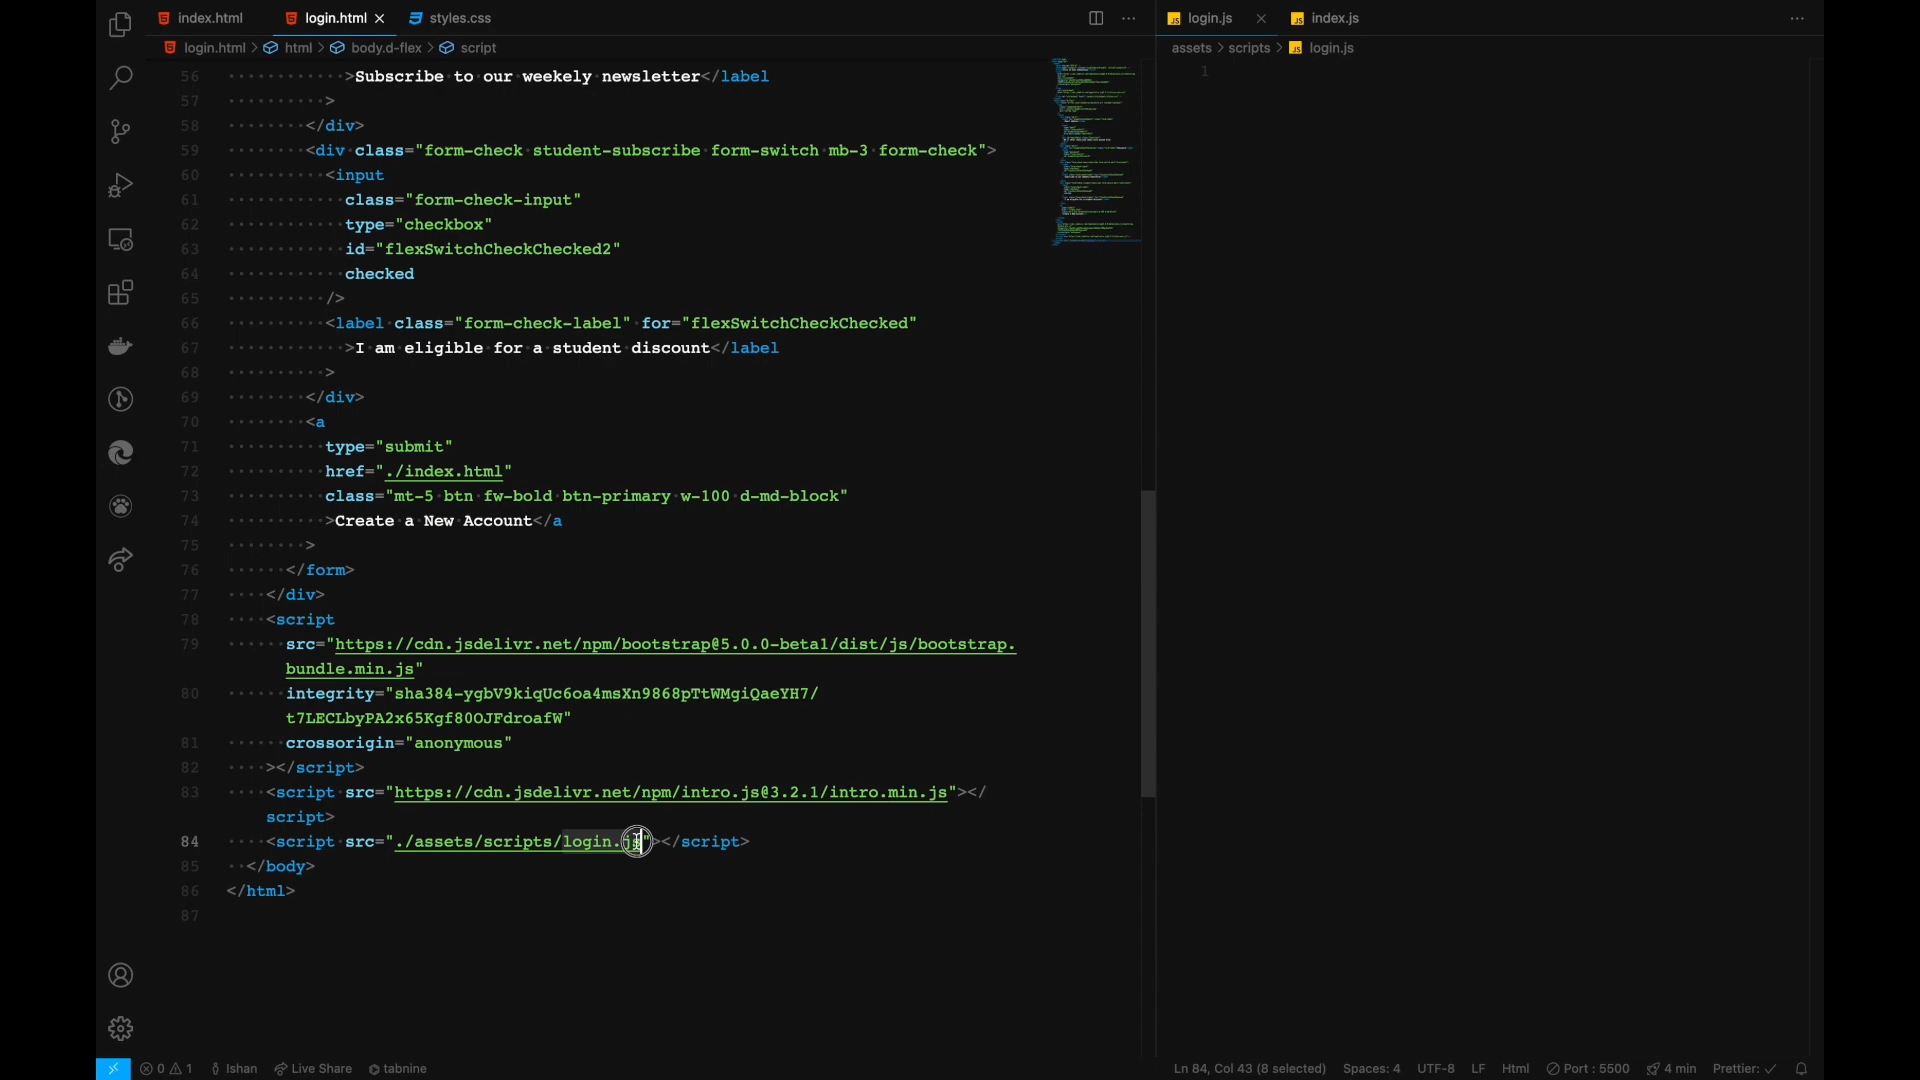 index.html login.html styles.css
login.html > html > body.d-flex > script
56 >Subscribe to our weekely newsletter</label
57 >
58 </div>
59 <div class="form-check student-subscribe form-switch mb-3 form-check">
60 <input
61 class="form-check-input"
62 type="checkbox"
63 id="flexSwitchCheckChecked2"
64 checked
65 />
66 <label class="form-check-label" for="flexSwitchCheckChecked"
67 >I am eligible for a student discount</label
68 >
69 </div>
70 <a
71 type="submit"
72 href="./index.html"
73 class="mt-5 btn fw-bold btn-primary w-100 d-md-block"
74 >Create a New Account</a
75 >
76 </form>
77 </div>
78 <script
79 src="https://cdn.jsdelivr.net/npm/bootstrap@5.0.0-beta1/dist/js/bootstrap.
bundle.min.js"
80 integrity="sha384-ygbV9kiqUc6oa4msXn9868pTtWMgiQaeYH7/
t7LECLbyPA2x65Kgf80OJFdroafW"
81 crossorigin="anonymous"
82 ></script>
83 <script src="https://cdn.jsdelivr.net/npm/intro.js@3.2.1/intro.min.js"></
script>
84 <script src="./assets/scripts/login.js"></script>
85 </body>
86 </html>
87
login.js index.js
assets > scripts > login.js
1
0 1 Ishan Live Share tabnine Ln 84, Col 43 (8 selected) Spaces: 4 UTF-8 LF Html Port : 5500 4 min Prettier: ✓